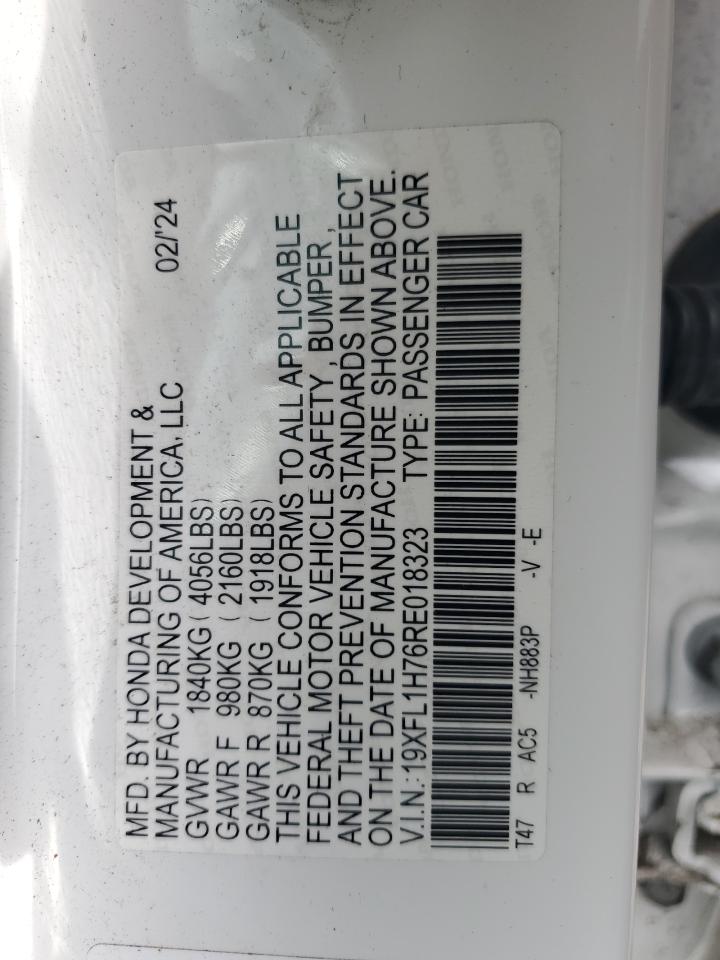 MFD. BY HONDA DEVELOPMENT & 02/'24
MANUFACTURING OF AMERICA, LLC
GVWR 1840KG ( 4056LBS)
GAWR F 980KG ( 2160LBS)
GAWR R 870KG ( 1918LBS)
THIS VEHICLE CONFORMS TO ALL APPLICABLE
FEDERAL MOTOR VEHICLE SAFETY , BUMPER ,
AND THEFT PREVENTION STANDARDS IN EFFECT
ON THE DATE OF MANUFACTURE SHOWN ABOVE.
V.I.N.:19XFL1H76RE018323 TYPE: PASSENGER CAR
T47 R AC5 -NH883P -V -E